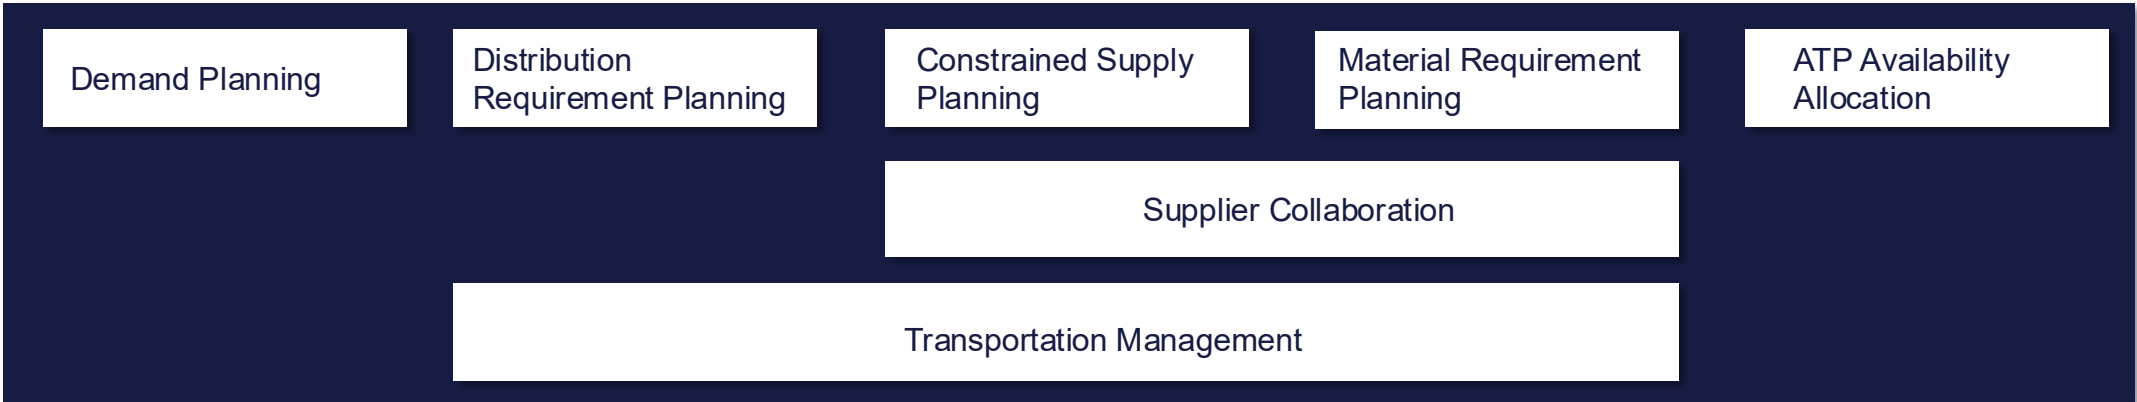 Demand Planning
Distribution
Requirement Planning
Constrained Supply
Planning
Material Requirement
Planning
ATP Availability
Allocation
Supplier Collaboration
Transportation Management